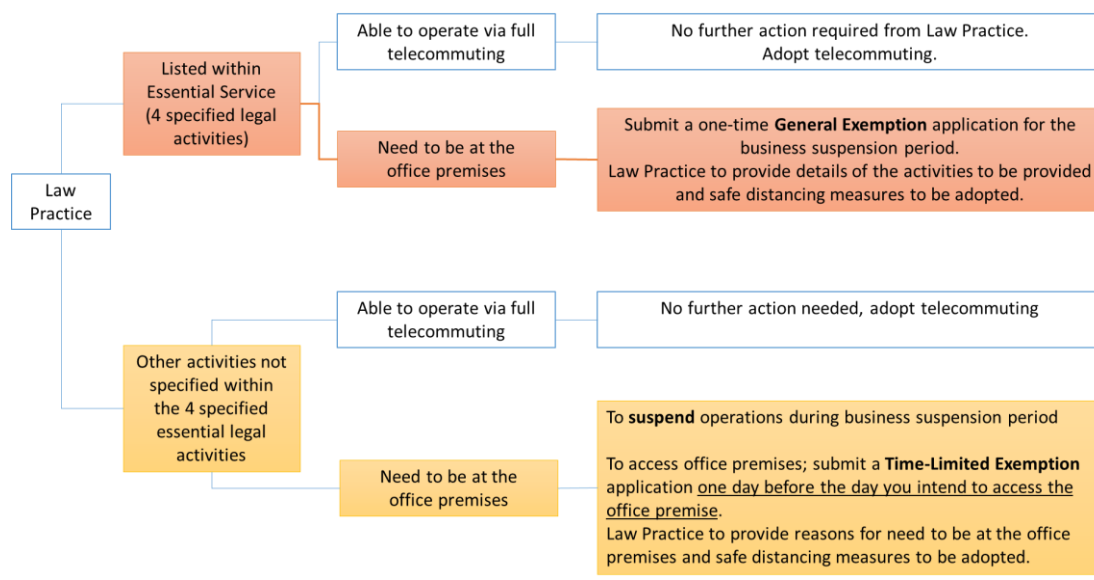 Law
Practice
Listed within
Essential Service
(4 specified legal
activities)
Able to operate via full
telecommuting
No further action required from Law Practice.
Adopt telecommuting.
Need to be at the
office premises
Submit a one-time General Exemption application for the
business suspension period.
Law Practice to provide details of the activities to be provided
and safe distancing measures to be adopted.
Other activities not
specified within
the 4 specified
essential legal
activities
Able to operate via full
telecommuting
No further action needed, adopt telecommuting
Need to be at the
office premises
To suspend operations during business suspension period
To access office premises; submit a Time-Limited Exemption
application one day before the day you intend to access the
office premise.
Law Practice to provide reasons for need to be at the office
premises and safe distancing measures to be adopted.